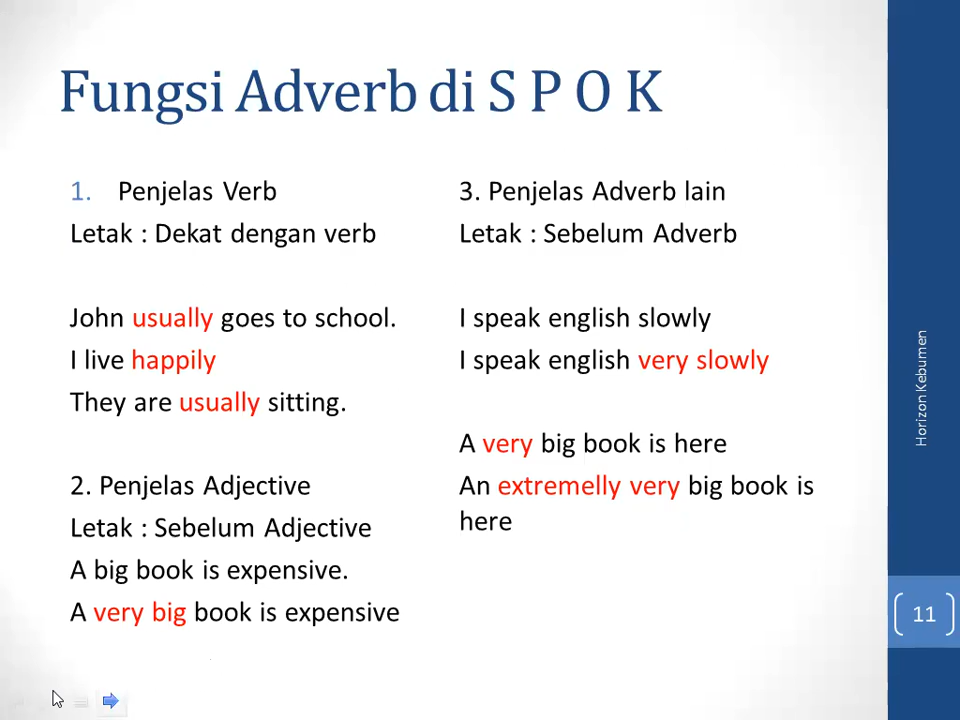 Fungsi Adverb di S P O K
1. Penjelas Verb
Letak : Dekat dengan verb
John usually goes to school.
I live happily
They are usually sitting.
2. Penjelas Adjective
Letak : Sebelum Adjective
A big book is expensive.
A very big book is expensive
3. Penjelas Adverb lain
Letak : Sebelum Adverb
I speak english slowly
I speak english very slowly
A very big book is here
An extremelly very big book is
here
Horizon Kebumen
11